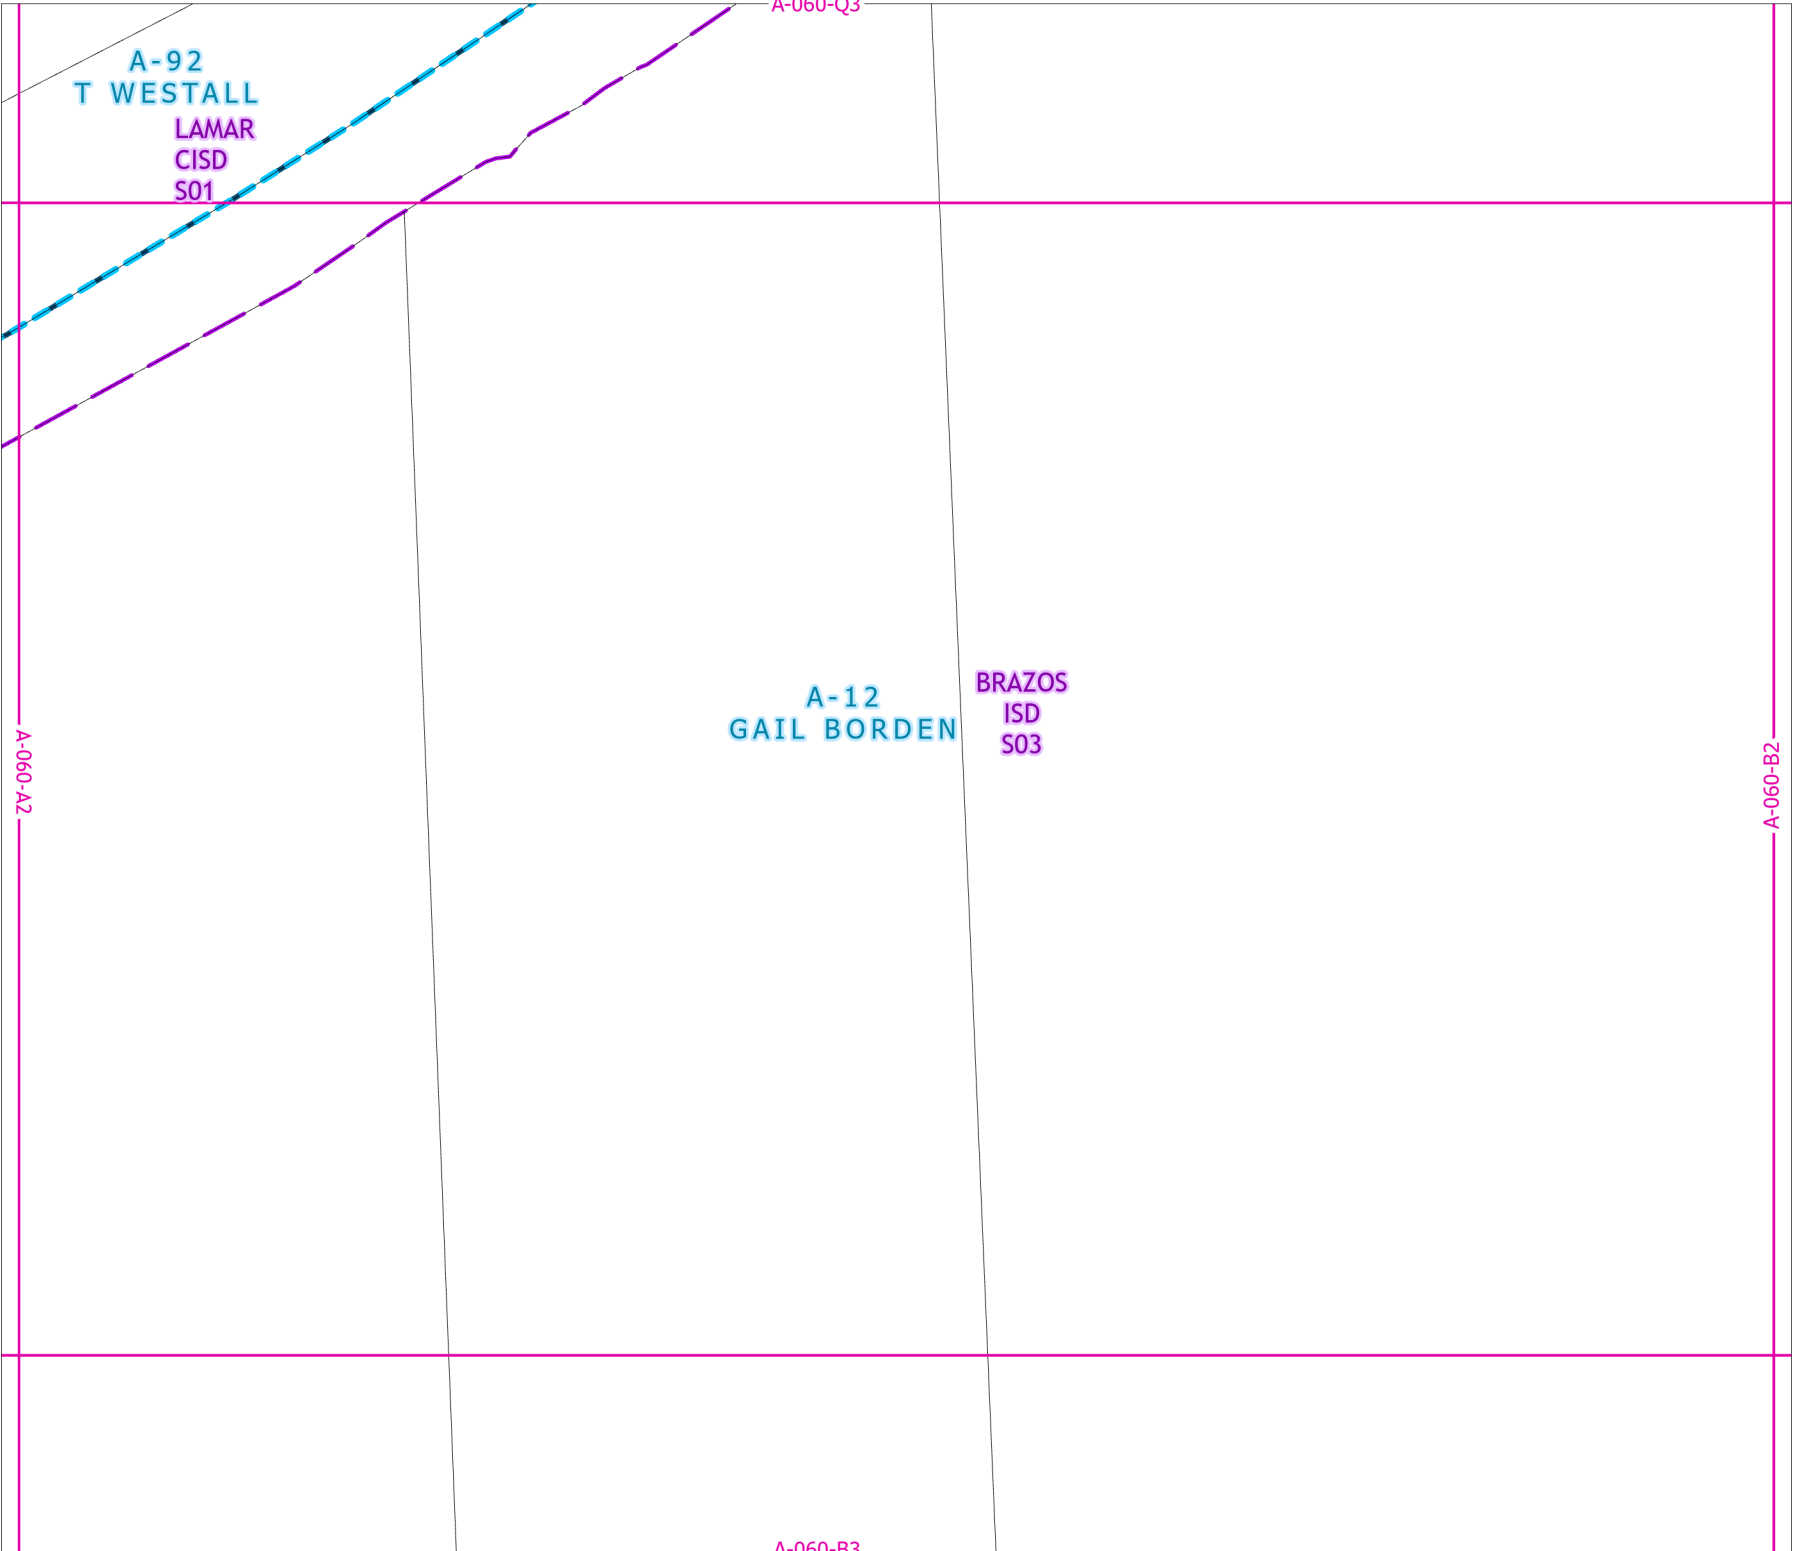 A-060-Q3
A-92
T WESTALL
LAMAR
CISD
S01
A-12
GAIL BORDEN
BRAZOS
ISD
S03
A-060-A2
A-060-B2
A-060-B3